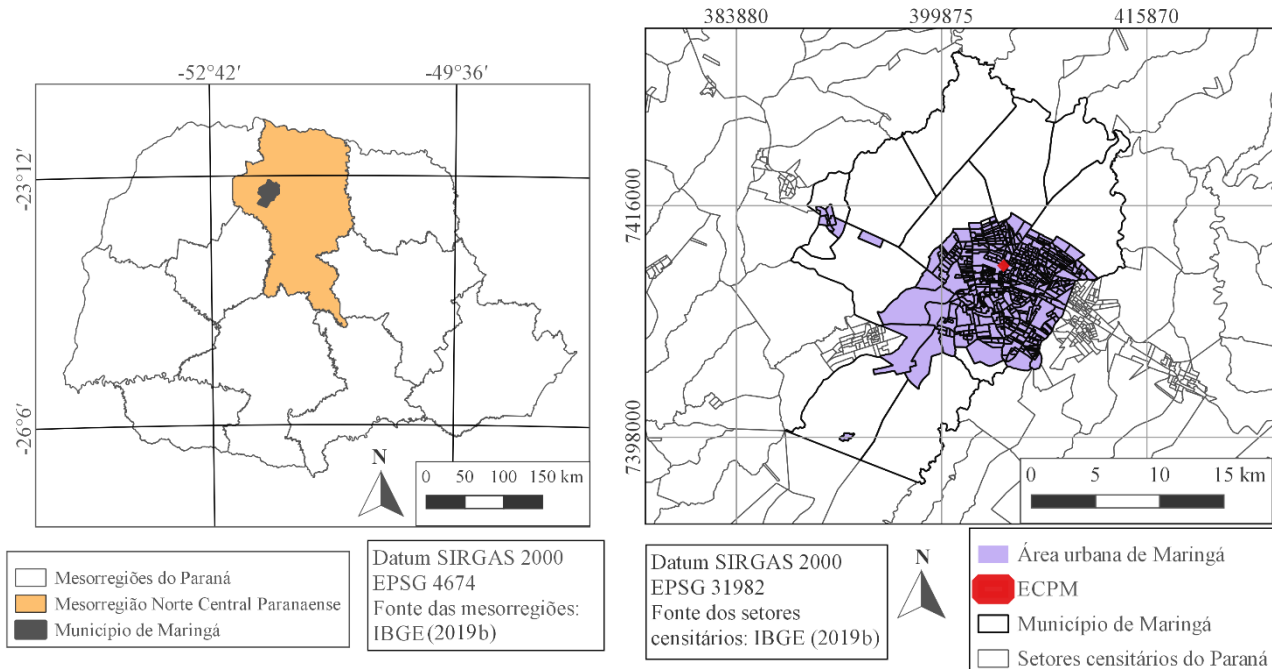 -52°42′
-49°36′
-23°12′
-26°6′
N
0 50 100 150 km
Mesorregiões do Paraná
Mesorregião Norte Central Paranaense
Município de Maringá
Datum SIRGAS 2000
EPSG 4674
Fonte das mesorregiões:
IBGE (2019b)
383880
399875
415870
7416000
7398000
0 5 10 15 km
Datum SIRGAS 2000
EPSG 31982
Fonte dos setores
censitários: IBGE (2019b)
N
Área urbana de Maringá
ECPM
Município de Maringá
Setores censitários do Paraná